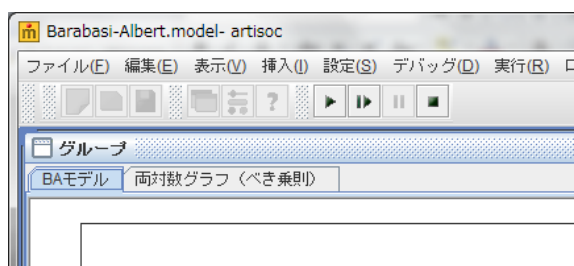 Barabasi-Albert.model- artisoc
ファイル(F) 編集(E) 表示(V) 挿入(I) 設定(S) デバッグ(D) 実行(R) ロ
グループ
BAモデル 両対数グラフ（べき乗則）